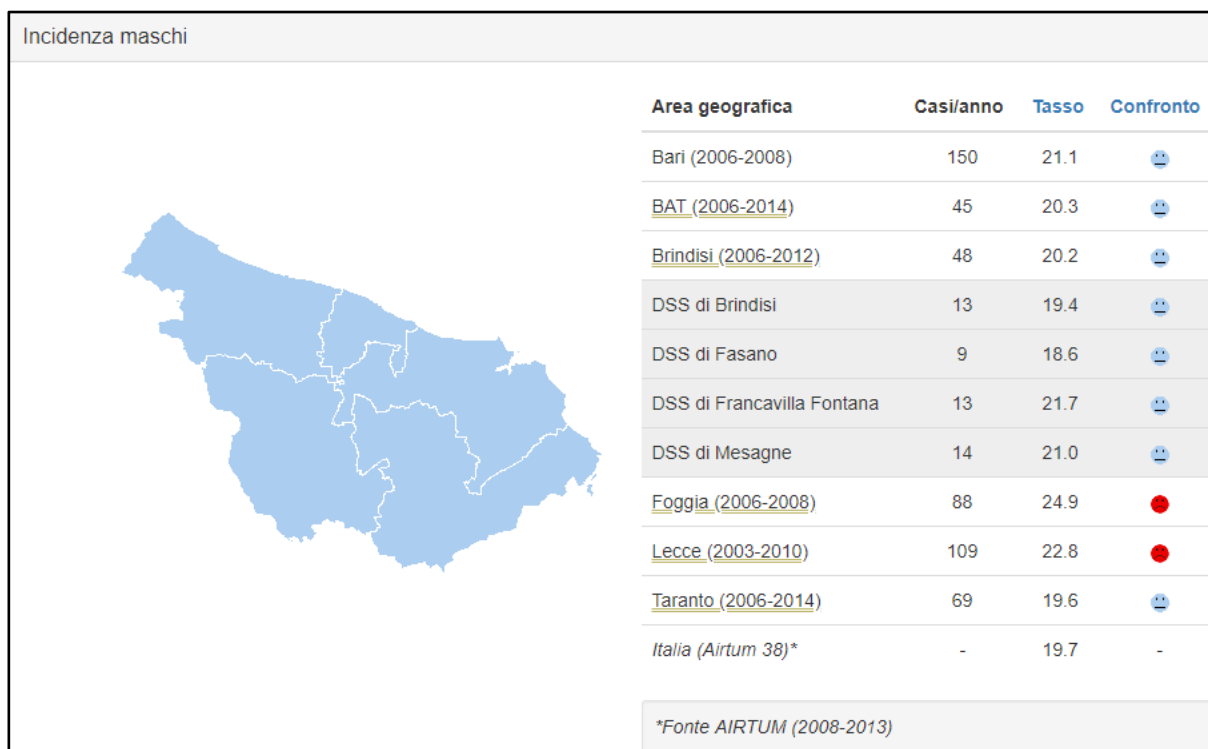 Incidenza maschi
Area geografica Casi/anno Tasso Confronto
Bari (2006-2008) 150 21.1
BAT (2006-2014) 45 20.3
Brindisi (2006-2012) 48 20.2
DSS di Brindisi 13 19.4
DSS di Fasano 9 18.6
DSS di Francavilla Fontana 13 21.7
DSS di Mesagne 14 21.0
Foggia (2006-2008) 88 24.9
Lecce (2003-2010) 109 22.8
Taranto (2006-2014) 69 19.6
Italia (Airtum 38)* - 19.7 -
*Fonte AIRTUM (2008-2013)